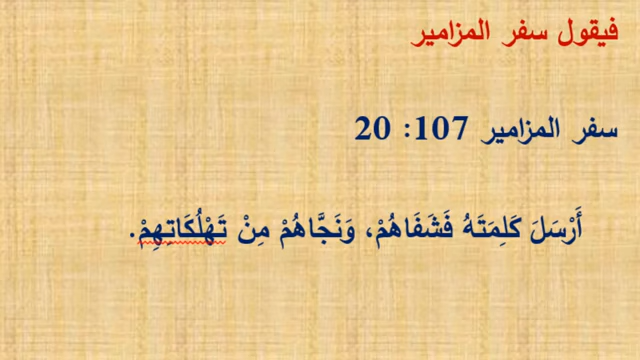 فيقول سفر المزامير
سفر المزامير 107: 20
أَرْسَلَ كَلِمَتَهُ فَشَفَاهُمْ، وَنَجَّاهُمْ مِنْ تَهْلُكَاتِهِمْ.